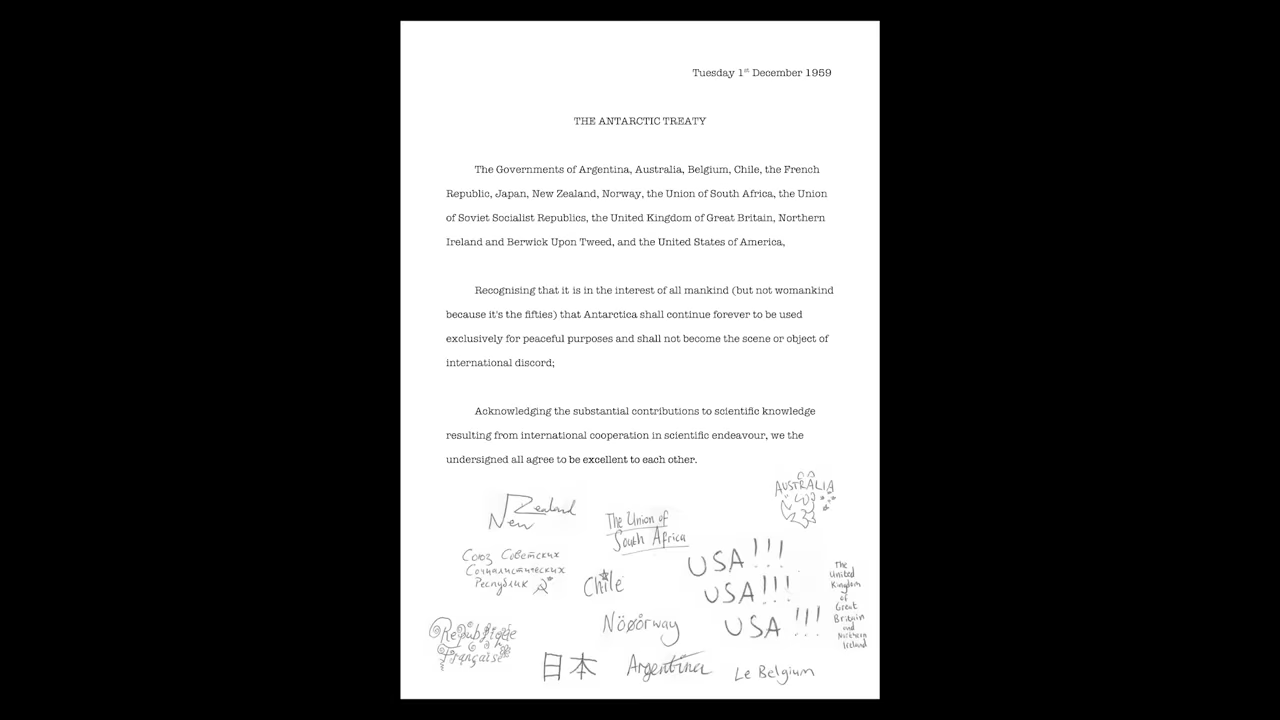 Tuesday 1st December 1959
THE ANTARCTIC TREATY
The Governments of Argentina, Australia, Belgium, Chile, the French
Republic, Japan, New Zealand, Norway, the Union of South Africa, the Union
of Soviet Socialist Republics, the United Kingdom of Great Britain, Northern
Ireland and Berwick Upon Tweed, and the United States of America,
Recognising that it is in the interest of all mankind (but not womankind
because it's the fifties) that Antarctica shall continue forever to be used
exclusively for peaceful purposes and shall not become the scene or object of
international discord;
Acknowledging the substantial contributions to scientific knowledge
resulting from international cooperation in scientific endeavour, we the
undersigned all agree to be excellent to each other.
AUSTRALIA
New Zealand
The Union of
South Africa
Союз Советских
Социалистических
Республик
Chile
USA!!!
USA!!!
USA!!!
The
United
Kingdom
of
Great
Britain
and
Northern
Ireland
République
Française
Nöøårway
日本
Argentina
Le Belgium